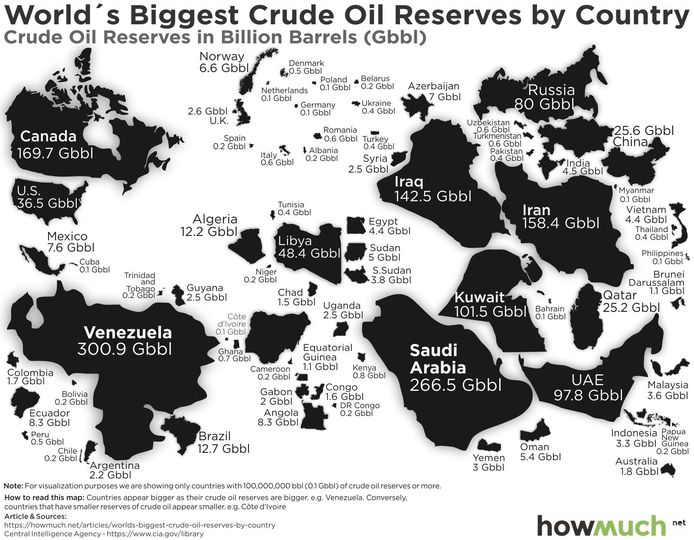 World´s Biggest Crude Oil Reserves by Country
Crude Oil Reserves in Billion Barrels (Gbbl)
Canada
169.7 Gbbl
U.S.
36.5 Gbbl
Mexico
7.6 Gbbl
Cuba
0.1 Gbbl
Norway
6.6 Gbbl
Denmark
0.5 Gbbl
Netherlands
0.1 Gbbl
Poland
0.1 Gbbl
Belarus
0.2 Gbbl
2.6 Gbbl
U.K.
Germany
0.1 Gbbl
Ukraine
0.4 Gbbl
Spain
0.2 Gbbl
Italy
0.6 Gbbl
Romania
0.6 Gbbl
Albania
0.2 Gbbl
Turkey
0.4 Gbbl
Azerbaijan
7 Gbbl
Syria
2.5 Gbbl
Russia
80 Gbbl
Uzbekistan
0.6 Gbbl
Turkmenistan
0.6 Gbbl
Pakistan
0.4 Gbbl
25.6 Gbbl
China
India
4.5 Gbbl
Iraq
142.5 Gbbl
Iran
158.4 Gbbl
Myanmar
0.1 Gbbl
Vietnam
4.4 Gbbl
Thailand
0.4 Gbbl
Philippines
0.1 Gbbl
Brunei
Darussalam
1.1 Gbbl
Algeria
12.2 Gbbl
Tunisia
0.4 Gbbl
Libya
48.4 Gbbl
Egypt
4.4 Gbbl
Sudan
5 Gbbl
S.Sudan
3.8 Gbbl
Niger
0.2 Gbbl
Chad
1.5 Gbbl
Uganda
2.5 Gbbl
Trinidad
and
Tobago
0.2 Gbbl
Guyana
2.5 Gbbl
Venezuela
300.9 Gbbl
Côte
d'Ivoire
0.1 Gbbl
Ghana
0.7 Gbbl
Cameroon
0.2 Gbbl
Equatorial
Guinea
1.1 Gbbl
Gabon
2 Gbbl
Congo
1.6 Gbbl
DR Congo
0.2 Gbbl
Angola
8.3 Gbbl
Kenya
0.8 Gbbl
Kuwait
101.5 Gbbl
Bahrain
0.1 Gbbl
Qatar
25.2 Gbbl
Saudi
Arabia
266.5 Gbbl
UAE
97.8 Gbbl
Malaysia
3.6 Gbbl
Colombia
1.7 Gbbl
Bolivia
0.2 Gbbl
Ecuador
8.3 Gbbl
Peru
0.5 Gbbl
Chile
0.2 Gbbl
Argentina
2.2 Gbbl
Brazil
12.7 Gbbl
Yemen
3 Gbbl
Oman
5.4 Gbbl
Indonesia
3.3 Gbbl
Papua
New
Guinea
0.2 Gbbl
Australia
1.8 Gbbl
Note: For visualization purposes we are showing only countries with 100,000,000 bbl (0.1 Gbbl) of crude oil reserves or more.
How to read this map: Countries appear bigger as their crude oil reserves are bigger. e.g. Venezuela. Conversely,
countries that have smaller reserves of crude oil appear smaller. e.g. Côte d'Ivoire
Article & Sources:
https://howmuch.net/articles/worlds-biggest-crude-oil-reserves-by-country
Central Intelligence Agency - https://www.cia.gov/library
howmuch net